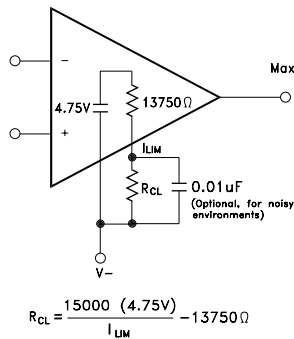 −
Max
4.75V
13750Ω
+
ILIM
RCL
0.01uF
(Optional, for noisy
environments)
V−
RCL = 15000 (4.75V) / ILIM − 13750Ω